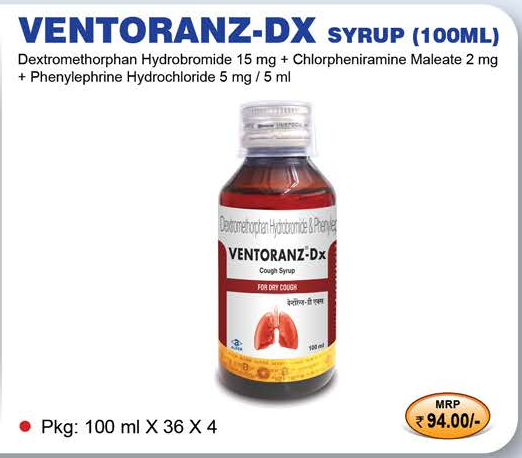 VENTORANZ-DX SYRUP (100ML)
Dextromethorphan Hydrobromide 15 mg + Chlorpheniramine Maleate 2 mg
+ Phenylephrine Hydrochloride 5 mg / 5 ml
Dextromethorphan Hydrobromide & Phenylep
VENTORANZ®-Dx
Cough Syrup
FOR DRY COUGH
100 ml
MRP
₹ 94.00/-
• Pkg: 100 ml X 36 X 4